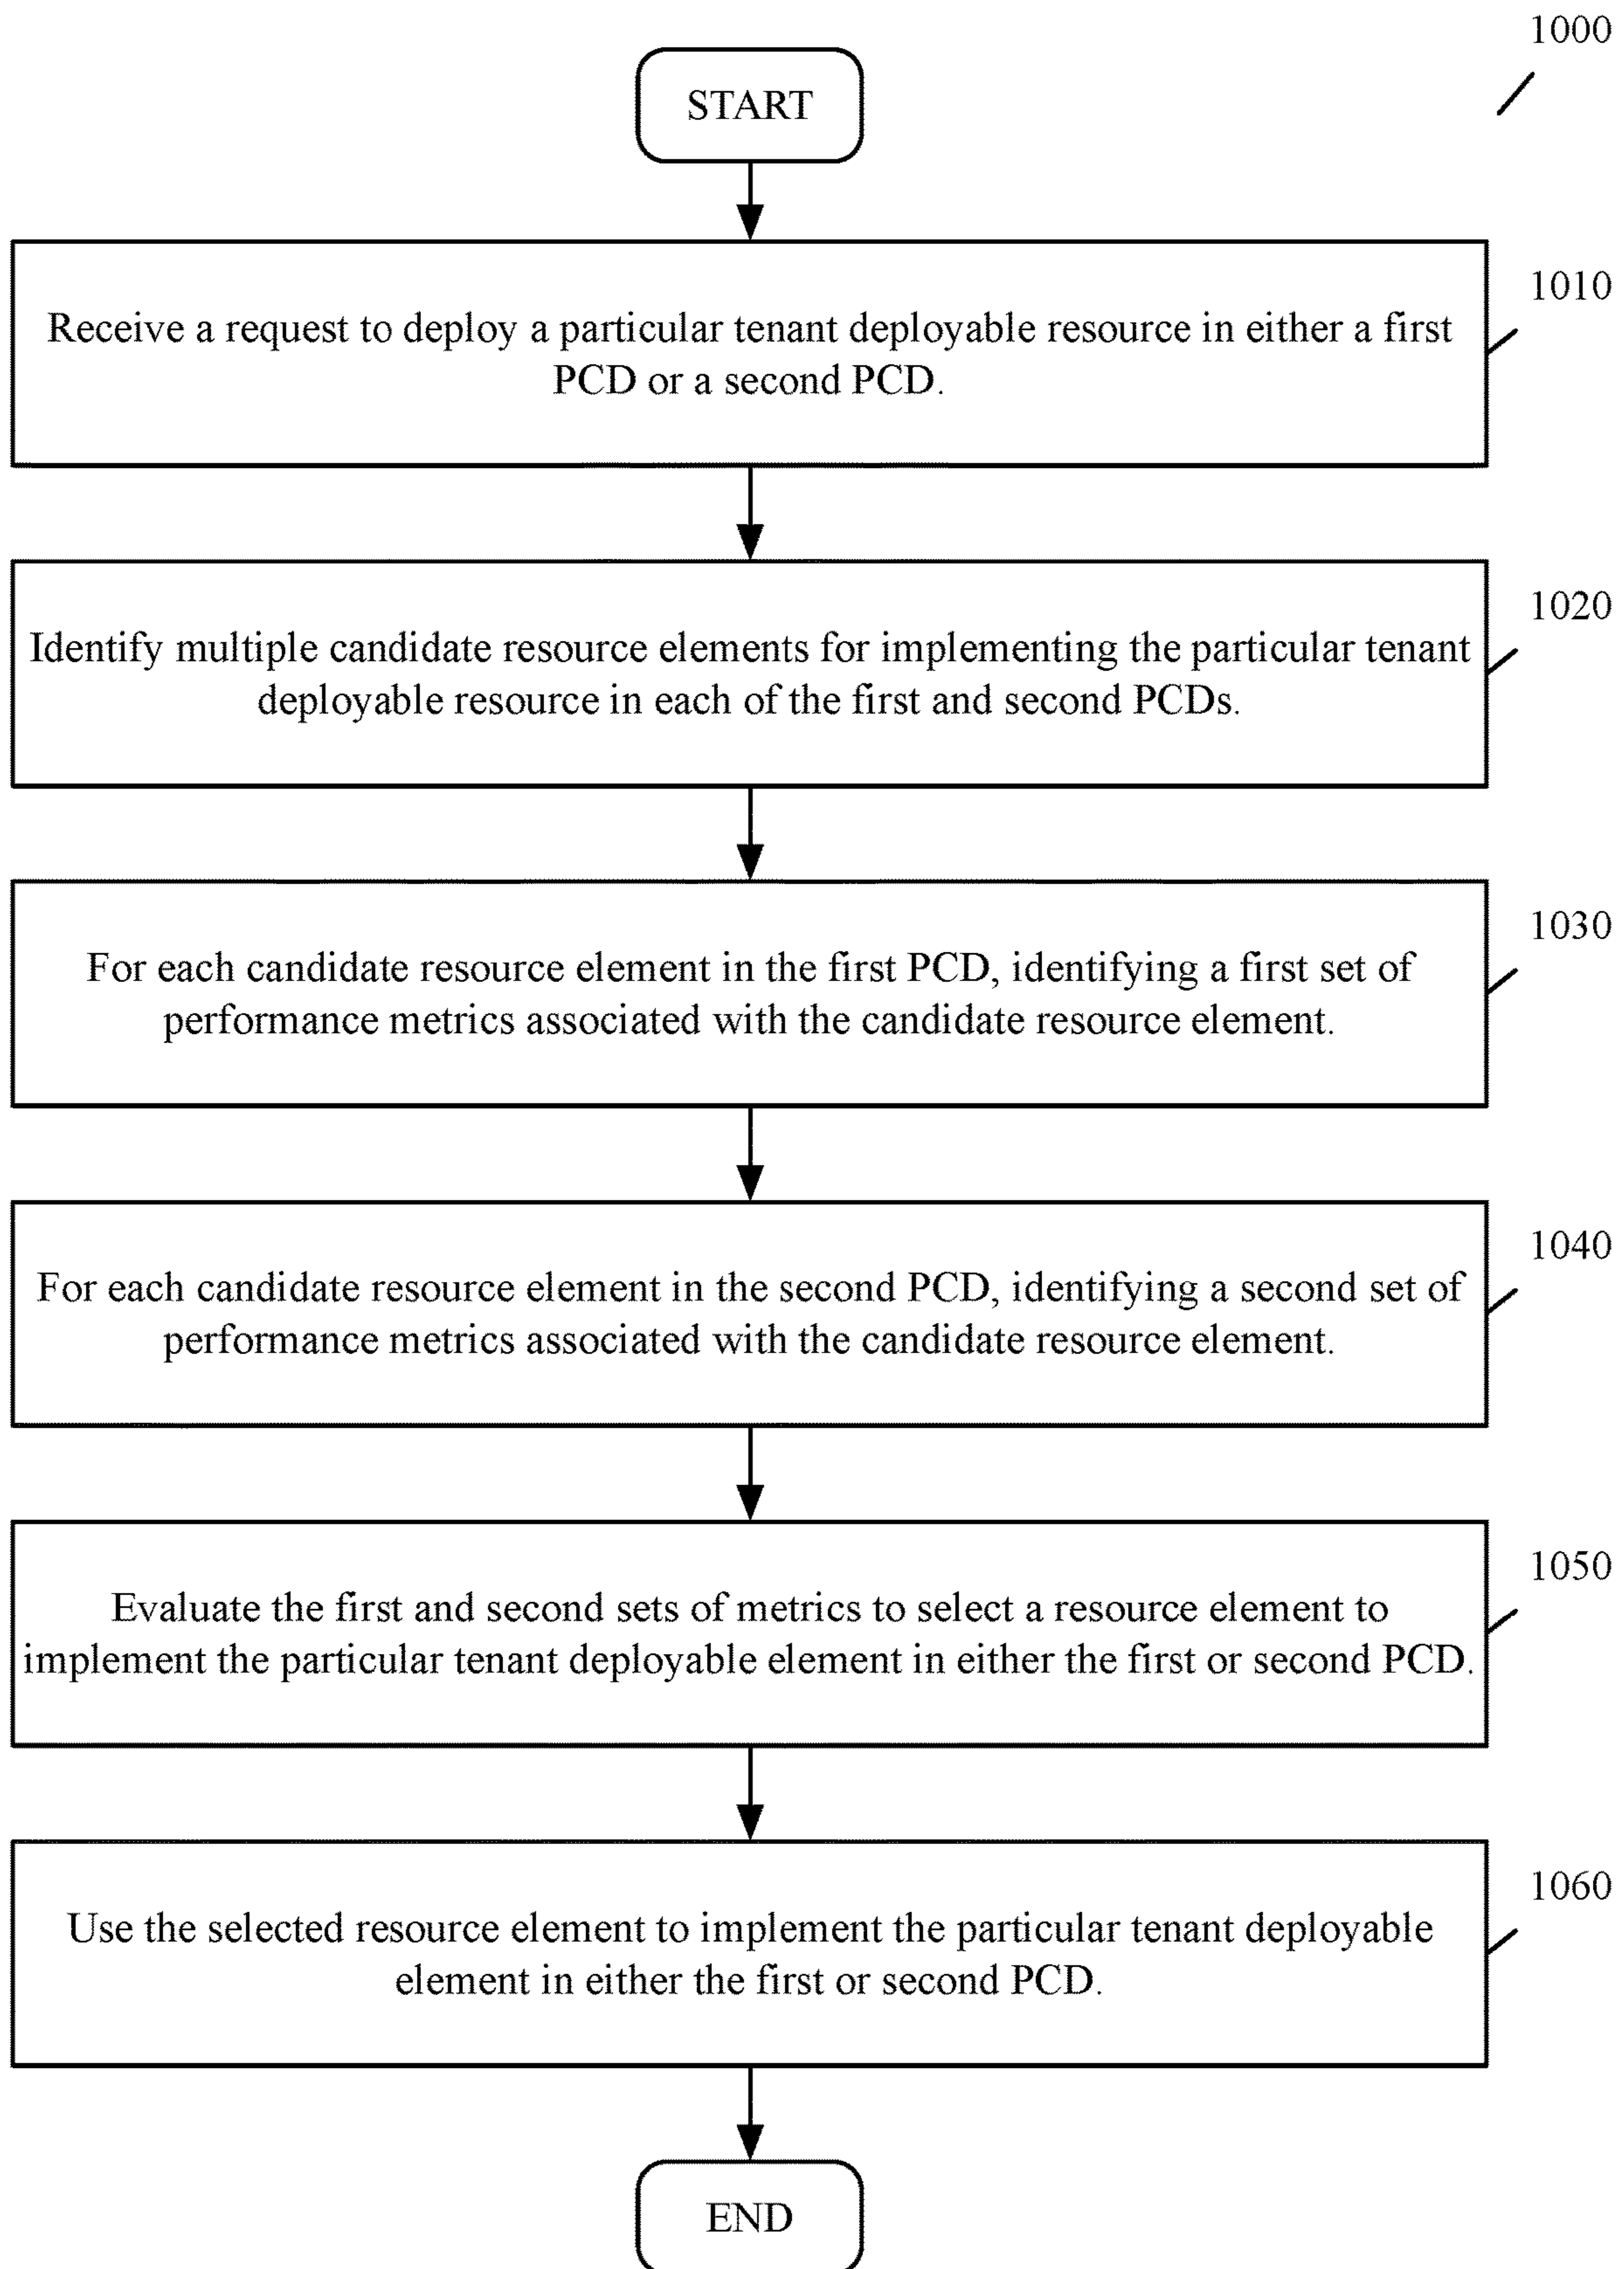 1000
START
1010
Receive a request to deploy a particular tenant deployable resource in either a first
PCD or a second PCD.
1020
Identify multiple candidate resource elements for implementing the particular tenant
deployable resource in each of the first and second PCDs.
1030
For each candidate resource element in the first PCD, identifying a first set of
performance metrics associated with the candidate resource element.
1040
For each candidate resource element in the second PCD, identifying a second set of
performance metrics associated with the candidate resource element.
1050
Evaluate the first and second sets of metrics to select a resource element to
implement the particular tenant deployable element in either the first or second PCD.
1060
Use the selected resource element to implement the particular tenant deployable
element in either the first or second PCD.
END